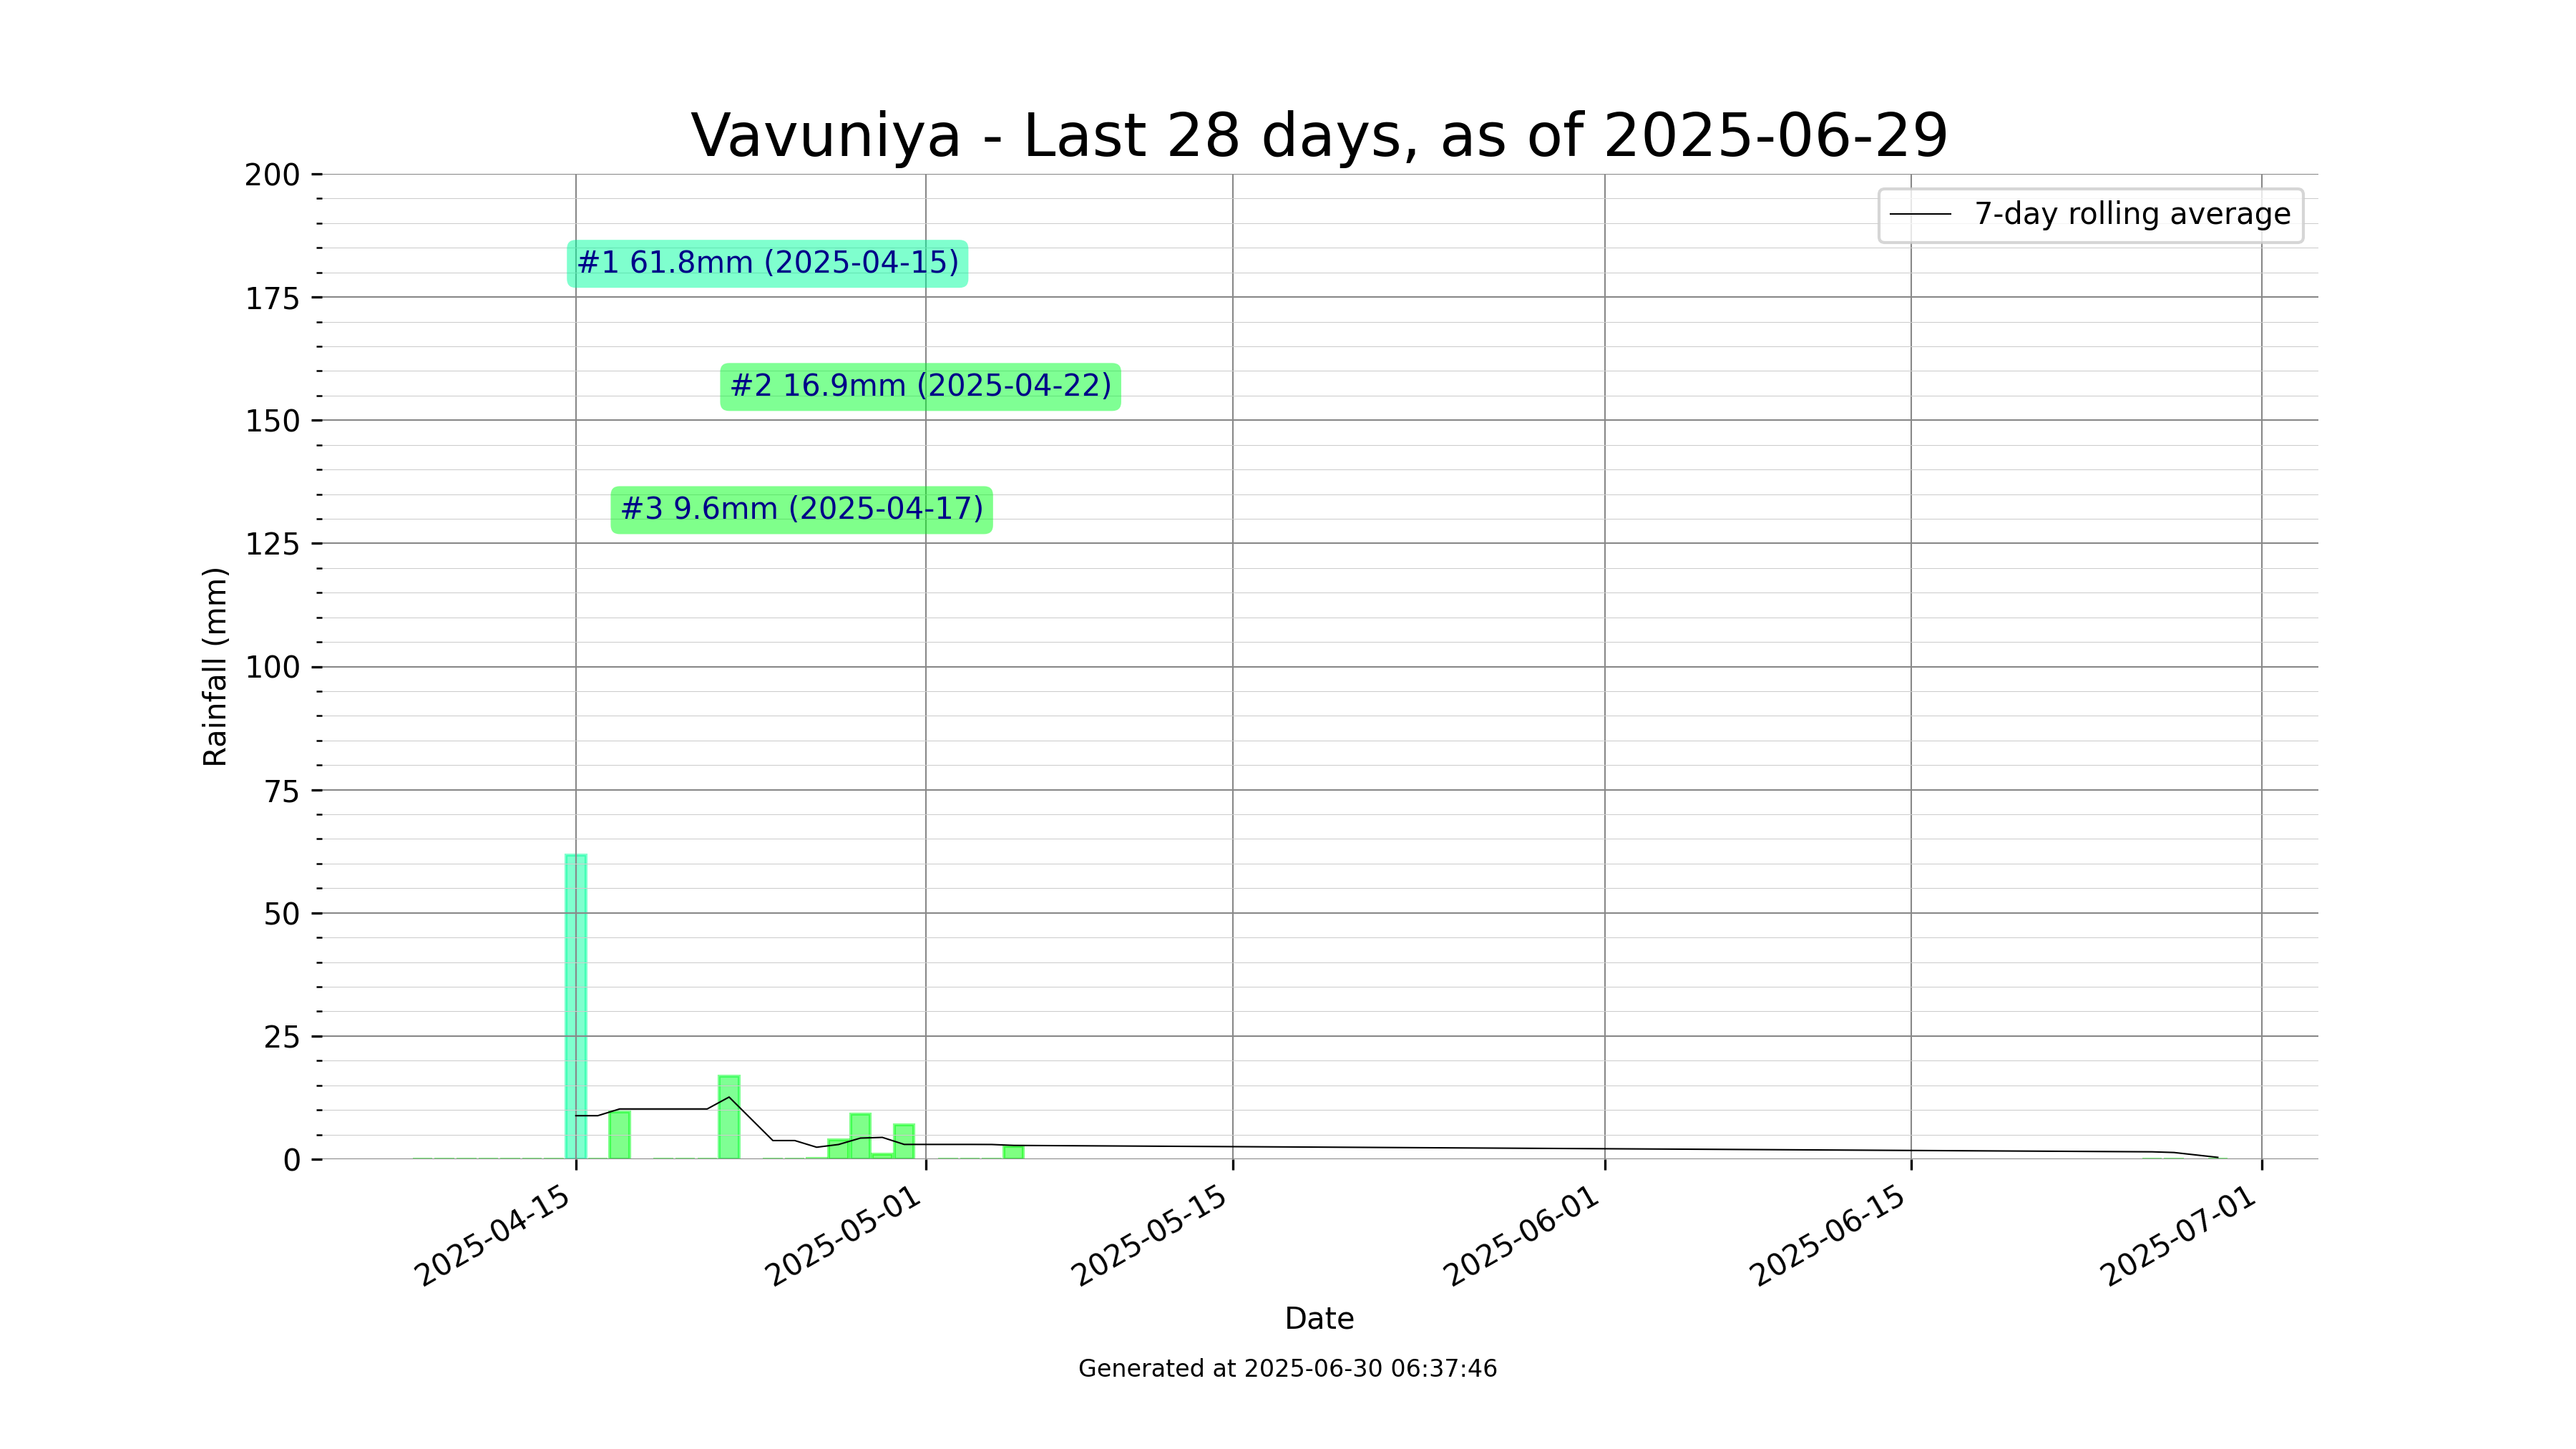 Vavuniya - Last 28 days, as of 2025-06-29
200
175
150
125
100
75
50
25
0
Rainfall (mm)
7-day rolling average
#1 61.8mm (2025-04-15)
#2 16.9mm (2025-04-22)
#3 9.6mm (2025-04-17)
2025-04-15
2025-05-01
2025-05-15
2025-06-01
2025-06-15
2025-07-01
Date
Generated at 2025-06-30 06:37:46